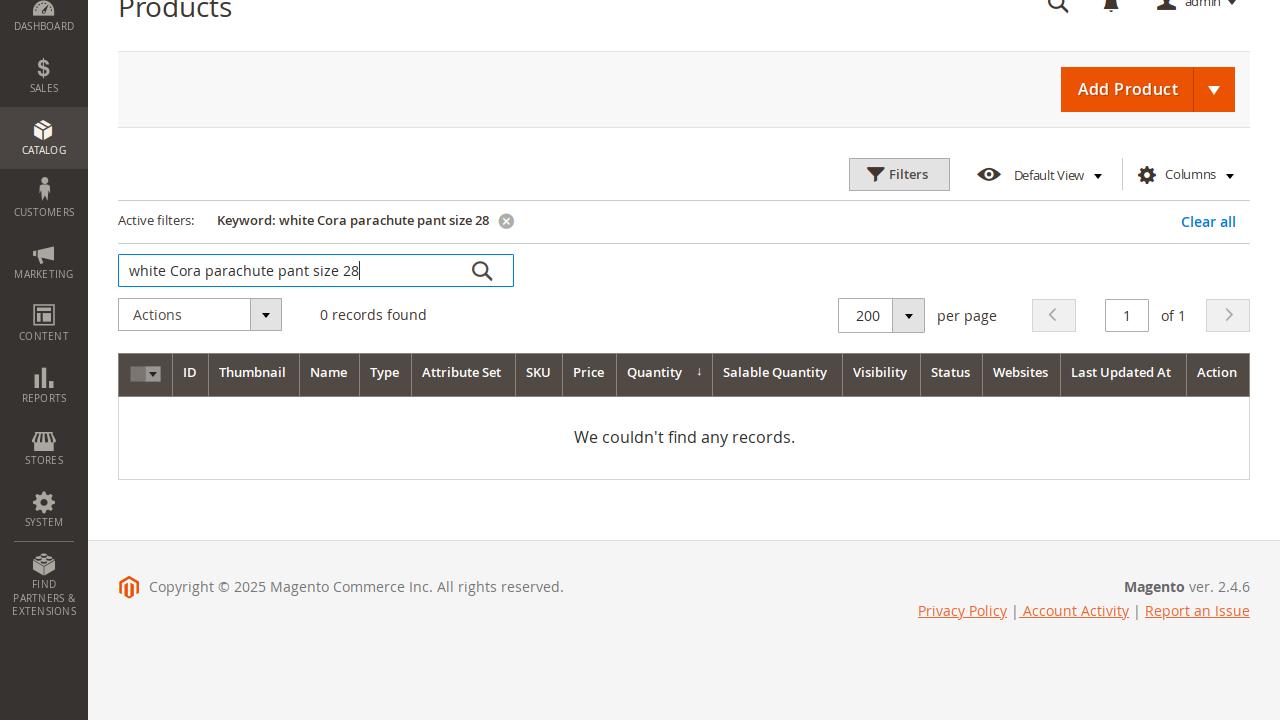 Products
admin
DASHBOARD
SALES
CATALOG
CUSTOMERS
MARKETING
CONTENT
REPORTS
STORES
SYSTEM
FIND
PARTNERS &
EXTENSIONS
Add Product
Filters
Default View
Columns
Active filters: Keyword: white Cora parachute pant size 28
Clear all
white Cora parachute pant size 28
Actions
0 records found
200 per page
1 of 1
ID Thumbnail Name Type Attribute Set SKU Price Quantity ↓ Salable Quantity Visibility Status Websites Last Updated At Action
We couldn't find any records.
Copyright © 2025 Magento Commerce Inc. All rights reserved.
Magento ver. 2.4.6
Privacy Policy | Account Activity | Report an Issue